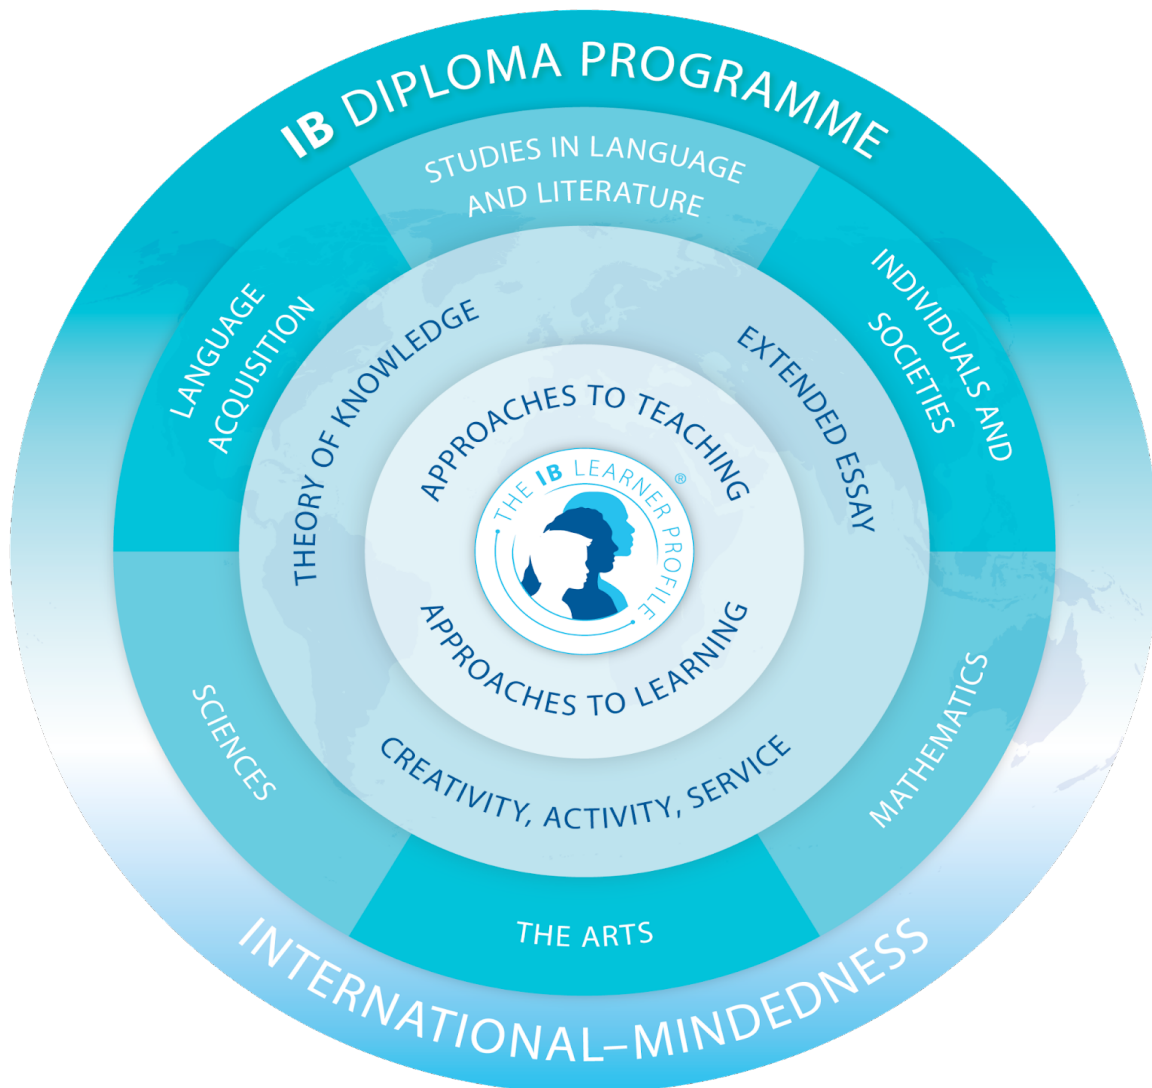 IB DIPLOMA PROGRAMME
STUDIES IN LANGUAGE
AND LITERATURE
LANGUAGE
ACQUISITION
INDIVIDUALS AND
SOCIETIES
THEORY OF KNOWLEDGE
EXTENDED ESSAY
APPROACHES TO TEACHING
THE IB LEARNER PROFILE
®
APPROACHES TO LEARNING
CREATIVITY, ACTIVITY, SERVICE
SCIENCES
MATHEMATICS
THE ARTS
INTERNATIONAL–MINDEDNESS